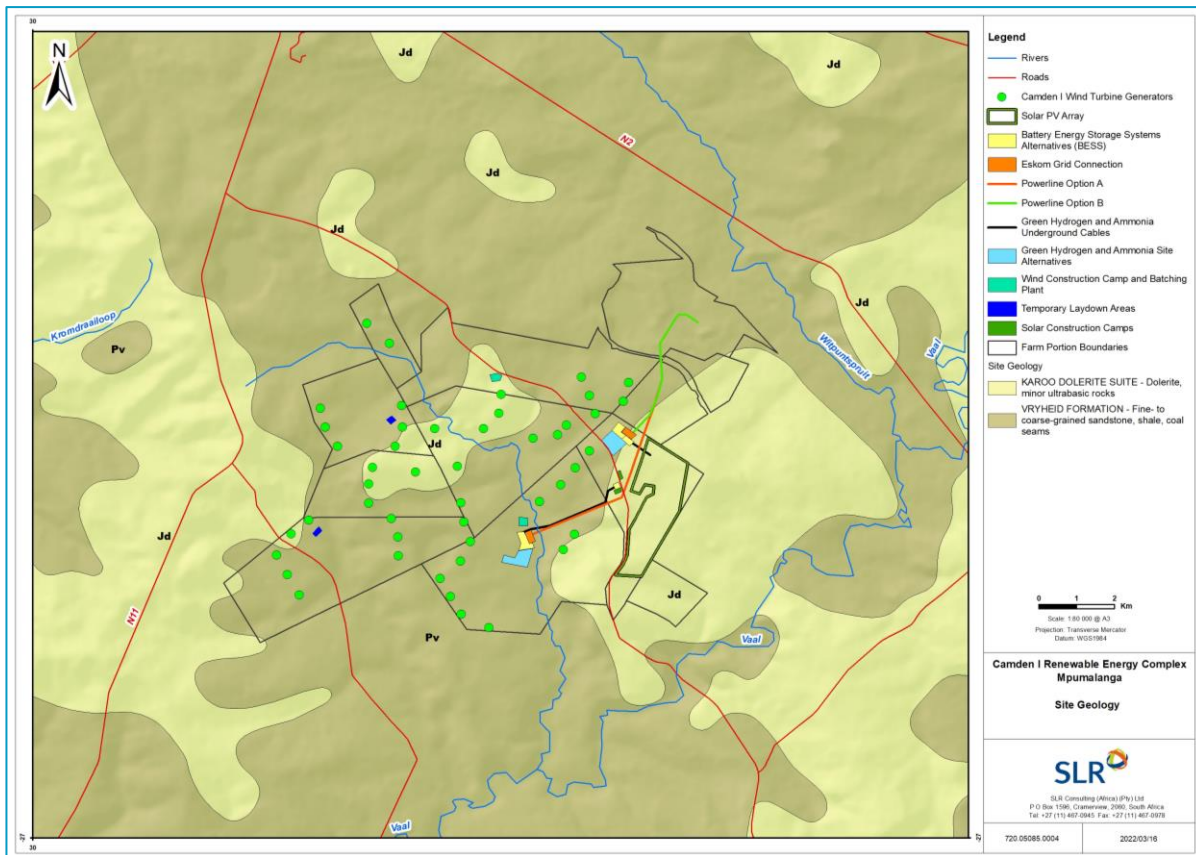 30
N
Jd
Jd
N2
Jd
Jd
Jd
Kromdraailoop
Pv
Witpuntspruit
Vaal
Jd
Jd
N11
Jd
Vaal
Pv
Vaal
-27
-27
30
Legend
Rivers
Roads
Camden I Wind Turbine Generators
Solar PV Array
Battery Energy Storage Systems
Alternatives (BESS)
Eskom Grid Connection
Powerline Option A
Powerline Option B
Green Hydrogen and Ammonia
Underground Cables
Green Hydrogen and Ammonia Site
Alternatives
Wind Construction Camp and Batching
Plant
Temporary Laydown Areas
Solar Construction Camps
Farm Portion Boundaries
Site Geology
KAROO DOLERITE SUITE - Dolerite,
minor ultrabasic rocks
VRYHEID FORMATION - Fine- to
coarse-grained sandstone, shale, coal
seams
0 1 2
Km
Scale: 1:80 000 @ A3
Projection: Transverse Mercator
Datum: WGS1984
Camden I Renewable Energy Complex
Mpumalanga
Site Geology
SLR
SLR Consulting (Africa) (Pty) Ltd
P O Box 1596, Cramerview, 2060, South Africa
Tel: +27 (11) 467-0945 Fax: +27 (11) 467-0978
720.05085.0004
2022/03/16